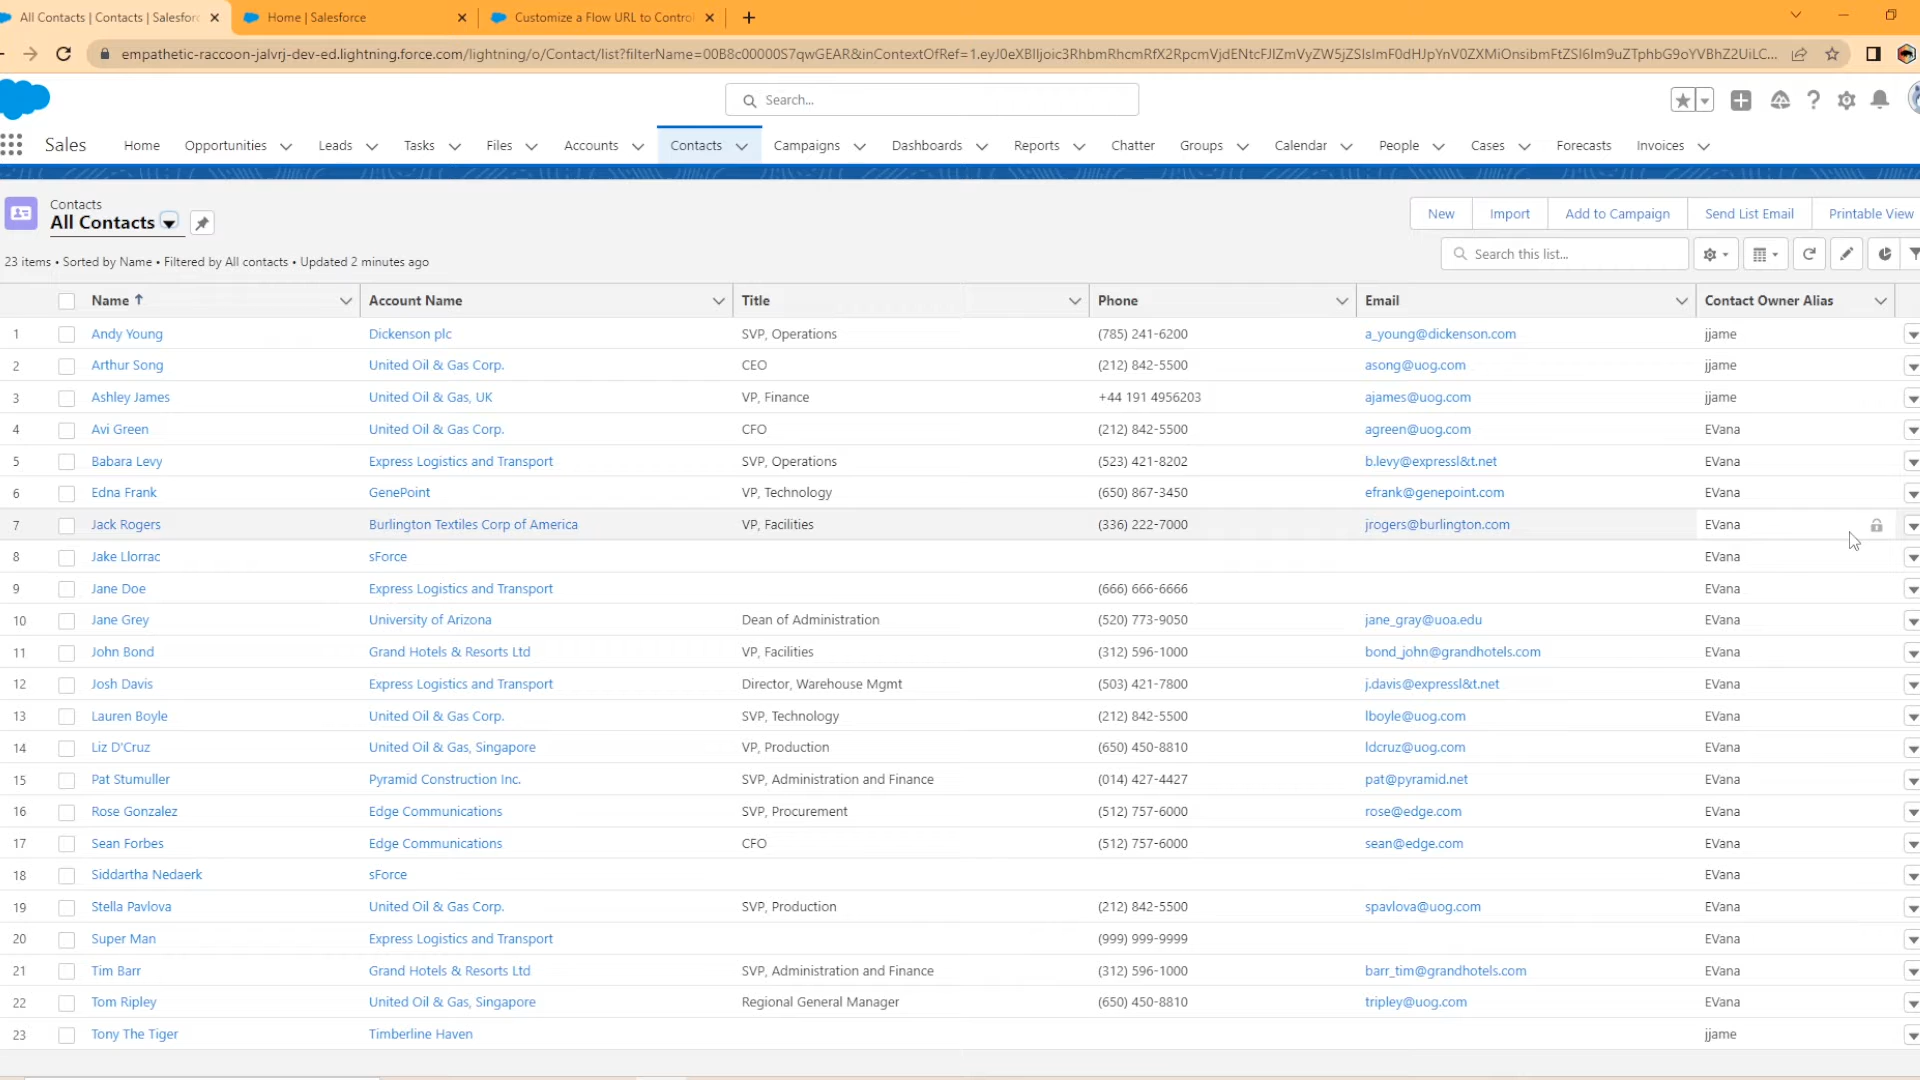 All Contacts | Contacts | Salesforc
Home | Salesforce
Customize a Flow URL to Control
empathetic-raccoon-jalvrj-dev-ed.lightning.force.com/lightning/o/Contact/list?filterName=
Search...
Sales Home Opportunities Leads Tasks Files Accounts Contacts Campaigns Dashboards Reports Chatter Groups Calendar People Cases Forecasts Invoices
Contacts
All Contacts
New Import Add to Campaign Send List Email Printable View
23 items • Sorted by Name • Filtered by All contacts • Updated 2 minutes ago
Search this list...
Name ↑ Account Name Title Phone Email Contact Owner Alias
1 Andy Young Dickenson plc SVP, Operations (785) 241-6200 a_young@dickenson.com jjame
2 Arthur Song United Oil & Gas Corp. CEO (212) 842-5500 asong@uog.com jjame
3 Ashley James United Oil & Gas, UK VP, Finance +44 191 4956203 ajames@uog.com jjame
4 Avi Green United Oil & Gas Corp. CFO (212) 842-5500 agreen@uog.com EVana
5 Babara Levy Express Logistics and Transport SVP, Operations (523) 421-8202 b.levy@expressl&t.net EVana
6 Edna Frank GenePoint VP, Technology (650) 867-3450 efrank@genepoint.com EVana
7 Jack Rogers Burlington Textiles Corp of America VP, Facilities (336) 222-7000 jrogers@burlington.com EVana
8 Jake Llorrac sForce EVana
9 Jane Doe Express Logistics and Transport (666) 666-6666 EVana
10 Jane Grey University of Arizona Dean of Administration (520) 773-9050 jane_gray@uoa.edu EVana
11 John Bond Grand Hotels & Resorts Ltd VP, Facilities (312) 596-1000 bond_john@grandhotels.com EVana
12 Josh Davis Express Logistics and Transport Director, Warehouse Mgmt (503) 421-7800 j.davis@expressl&t.net EVana
13 Lauren Boyle United Oil & Gas Corp. SVP, Technology (212) 842-5500 lboyle@uog.com EVana
14 Liz D'Cruz United Oil & Gas, Singapore VP, Production (650) 450-8810 ldcruz@uog.com EVana
15 Pat Stumuller Pyramid Construction Inc. SVP, Administration and Finance (014) 427-4427 pat@pyramid.net EVana
16 Rose Gonzalez Edge Communications SVP, Procurement (512) 757-6000 rose@edge.com EVana
17 Sean Forbes Edge Communications CFO (512) 757-6000 sean@edge.com EVana
18 Siddartha Nedaerk sForce EVana
19 Stella Pavlova United Oil & Gas Corp. SVP, Production (212) 842-5500 spavlova@uog.com EVana
20 Super Man Express Logistics and Transport (999) 999-9999 EVana
21 Tim Barr Grand Hotels & Resorts Ltd SVP, Administration and Finance (312) 596-1000 barr_tim@grandhotels.com EVana
22 Tom Ripley United Oil & Gas, Singapore Regional General Manager (650) 450-8810 tripley@uog.com EVana
23 Tony The Tiger Timberline Haven jjame